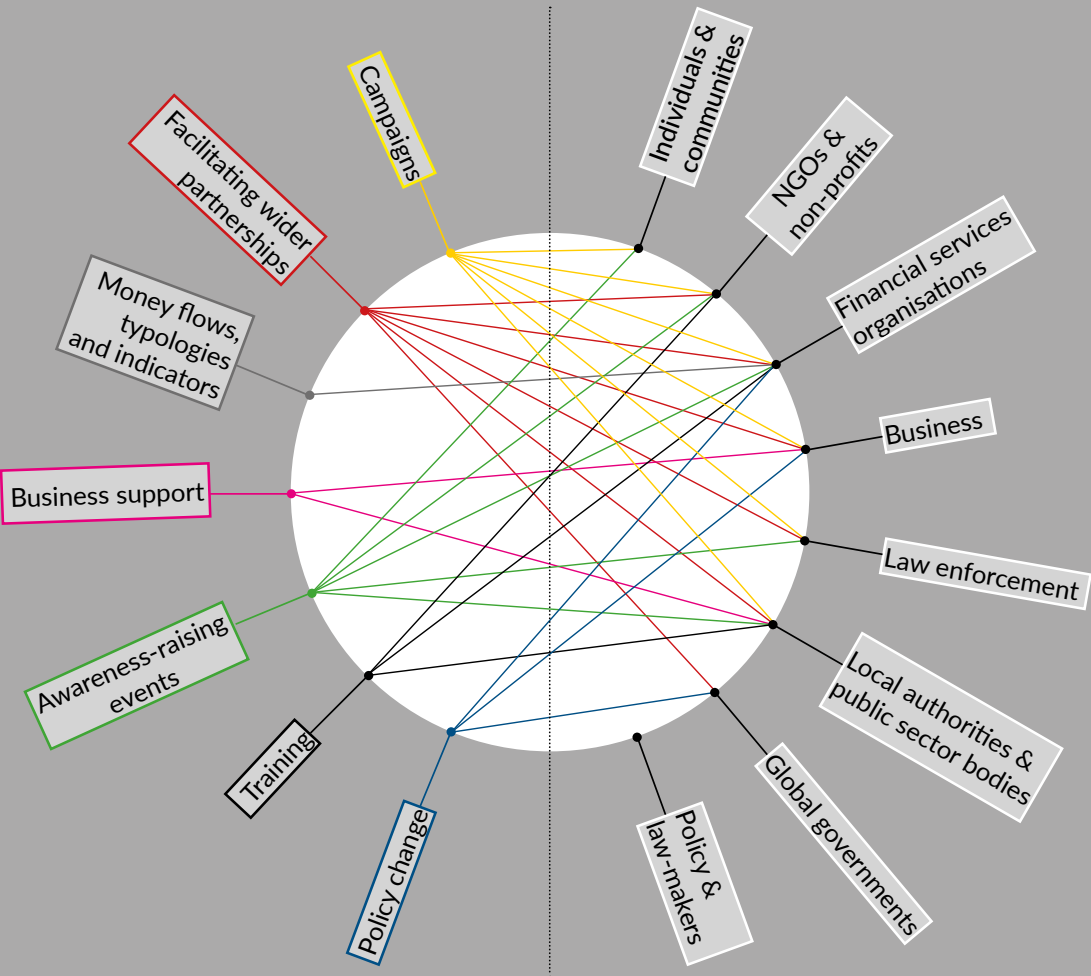 Campaigns
Facilitating wider
partnerships
Money flows,
typologies
and indicators
Business support
Awareness-raising
events
Training
Policy change
Individuals &
communities
NGOs &
non-profits
Financial services
organisations
Business
Law enforcement
Local authorities &
public sector bodies
Global governments
Policy &
law-makers